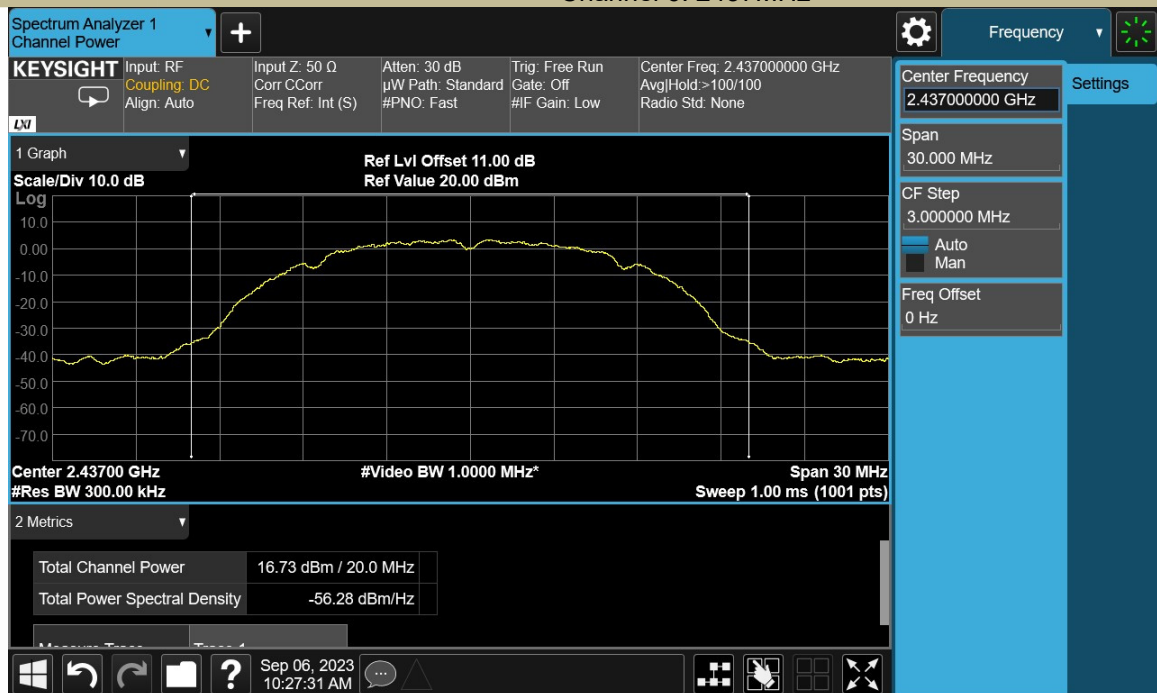 Spectrum Analyzer 1
Channel Power
+
Frequency
KEYSIGHT
LXI
Input: RF
Coupling: DC
Align: Auto
Input Z: 50 Ω
Corr CCorr
Freq Ref: Int (S)
Atten: 30 dB
µW Path: Standard
#PNO: Fast
Trig: Free Run
Gate: Off
#IF Gain: Low
Center Freq: 2.437000000 GHz
Avg|Hold:>100/100
Radio Std: None
Center Frequency
2.437000000 GHz
Settings
Span
30.000 MHz
CF Step
3.000000 MHz
Auto
Man
Freq Offset
0 Hz
1 Graph
Scale/Div 10.0 dB
Log
Ref Lvl Offset 11.00 dB
Ref Value 20.00 dBm
10.0
0.00
-10.0
-20.0
-30.0
-40.0
-50.0
-60.0
-70.0
Center 2.43700 GHz
#Res BW 300.00 kHz
#Video BW 1.0000 MHz*
Span 30 MHz
Sweep 1.00 ms (1001 pts)
2 Metrics
Total Channel Power 16.73 dBm / 20.0 MHz
Total Power Spectral Density -56.28 dBm/Hz
?
Sep 06, 2023
10:27:31 AM